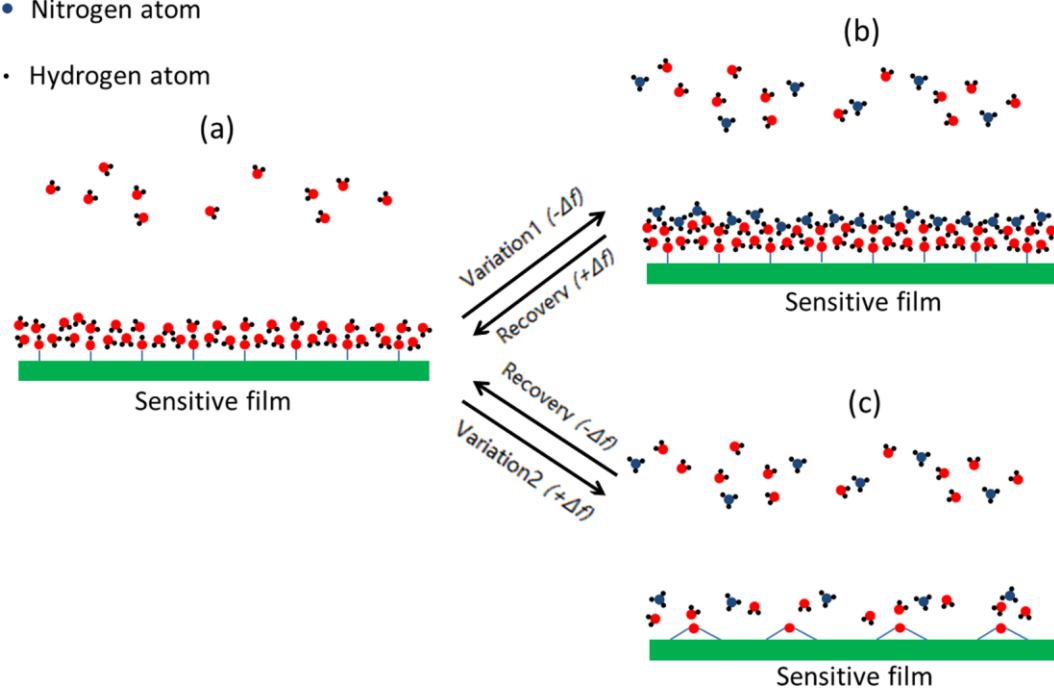 Nitrogen atom
Hydrogen atom
(a)
(b)
Variation1 (-Δf)
Recovery (+Δf)
Sensitive film
Sensitive film
Recovery (-Δf)
Variation2 (+Δf)
(c)
Sensitive film